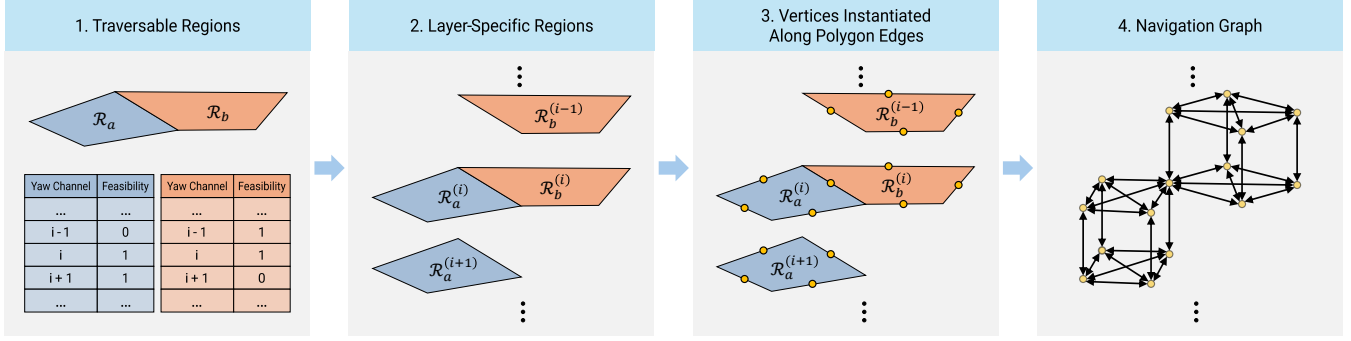 1. Traversable Regions
ℛₐ
ℛ_b
Yaw Channel Feasibility
... ...
i - 1 0
i 1
i + 1 1
... ...
Yaw Channel Feasibility
... ...
i - 1 1
i 1
i + 1 0
... ...
2. Layer-Specific Regions
ℛ_b^(i−1)
ℛ_a^(i)
ℛ_b^(i)
ℛ_a^(i+1)
3. Vertices Instantiated
Along Polygon Edges
ℛ_b^(i−1)
ℛ_a^(i)
ℛ_b^(i)
ℛ_a^(i+1)
4. Navigation Graph